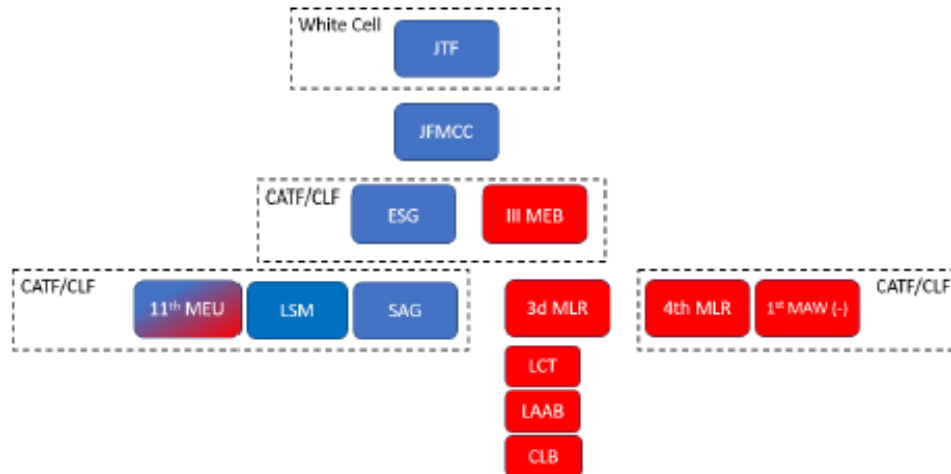 White Cell
JTF
JFMCC
CATF/CLF
ESG
III MEB
CATF/CLF
11th MEU
LSM
SAG
3d MLR
4th MLR
1st MAW (-)
CATF/CLF
LCT
LAAB
CLB